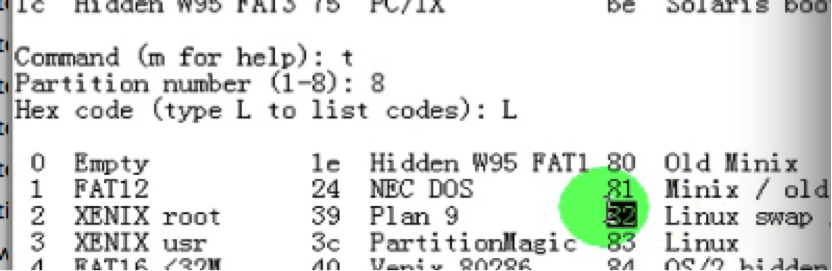 1c Hidden W95 FAT3 75 PC/IX be Solaris boo
Command (m for help): t
Partition number (1-8): 8
Hex code (type L to list codes): L
0 Empty 1e Hidden W95 FAT1 80 Old Minix
1 FAT12 24 NEC DOS 81 Minix / old
2 XENIX root 39 Plan 9 82 Linux swap
3 XENIX usr 3c PartitionMagic 83 Linux
4 FAT16 <32M 40 Venix 80286 84 OS/2 hidden